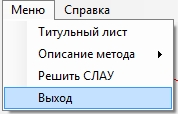 Меню Справка
Титульный лист
Описание метода
Решить СЛАУ
Выход